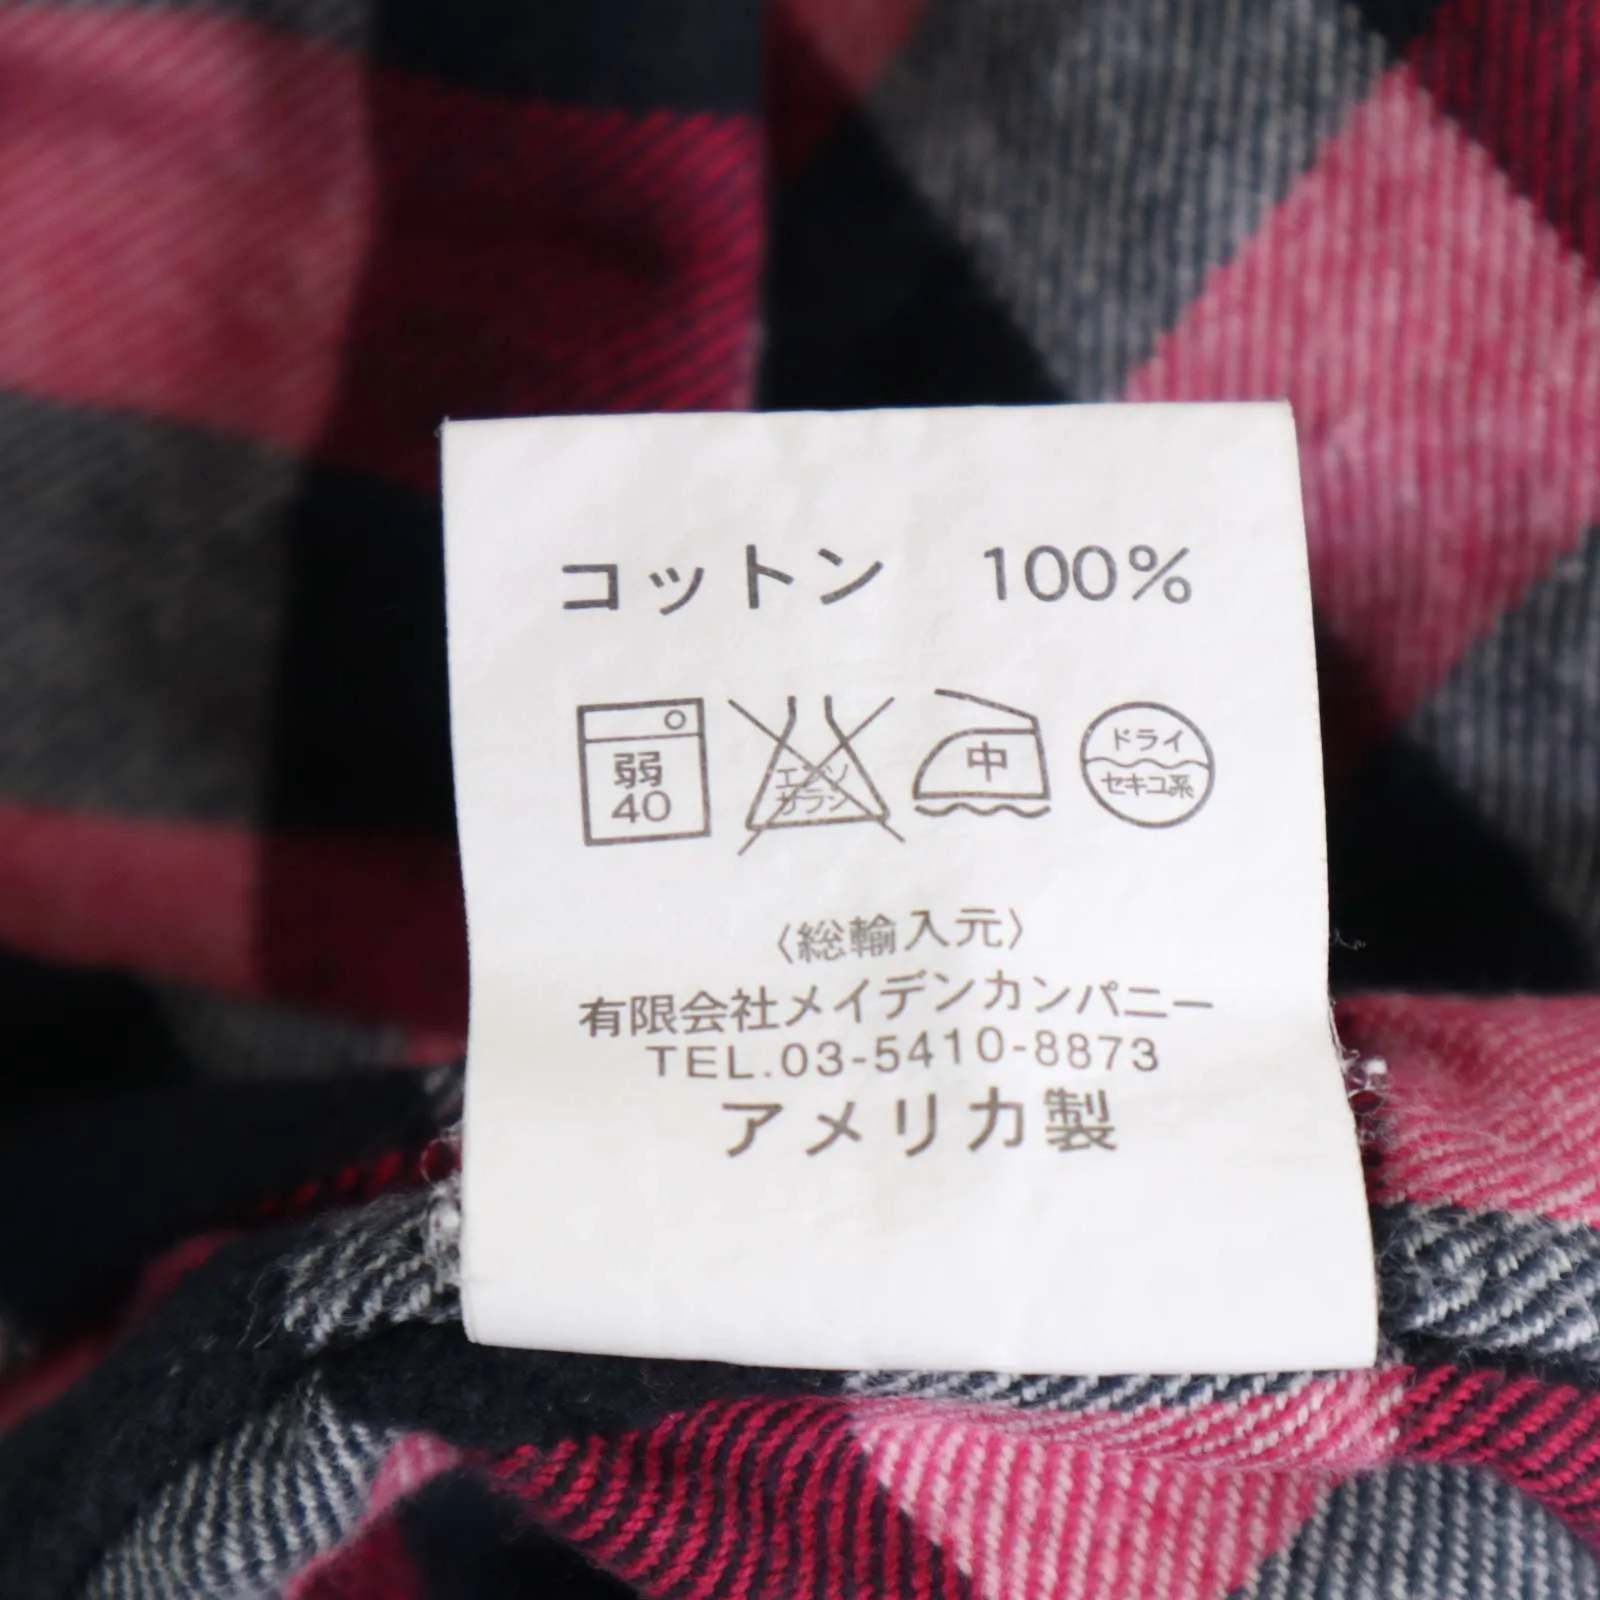 コットン 100%
弱
40
エンソ
サラシ
中
ドライ
セキユ系
〈総輸入元〉
有限会社メイデンカンパニー
TEL.03-5410-8873
アメリカ製